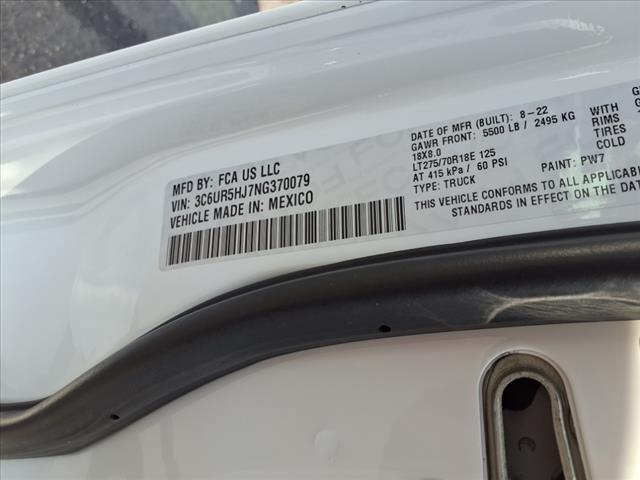 MFD BY: FCA US LLC
VIN: 3C6UR5HJ7NG370079
VEHICLE MADE IN: MEXICO
DATE OF MFR (BUILT): 8-22
GAWR FRONT: 5500 LB / 2495 KG WITH
18X8.0 RIMS
LT275/70R18E 125 TIRES
AT 415 kPa / 60 PSI COLD
TYPE: TRUCK PAINT: PW7
THIS VEHICLE CONFORMS TO ALL APPLICABLE
STANDARDS IN EFFECT ON THE DATE